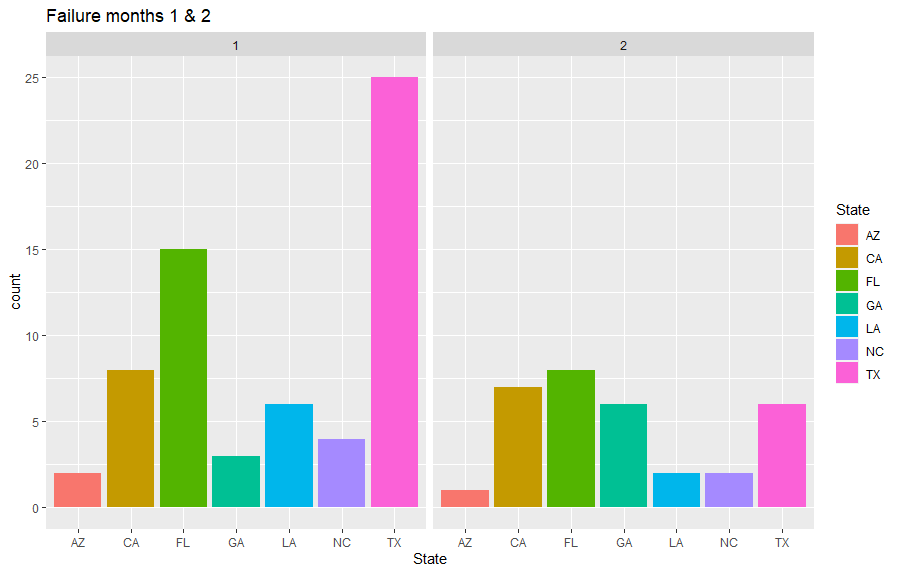 Failure months 1 & 2
1 2
25
20
15
10
5
0
count
AZ CA FL GA LA NC TX AZ CA FL GA LA NC TX
State
State
AZ
CA
FL
GA
LA
NC
TX